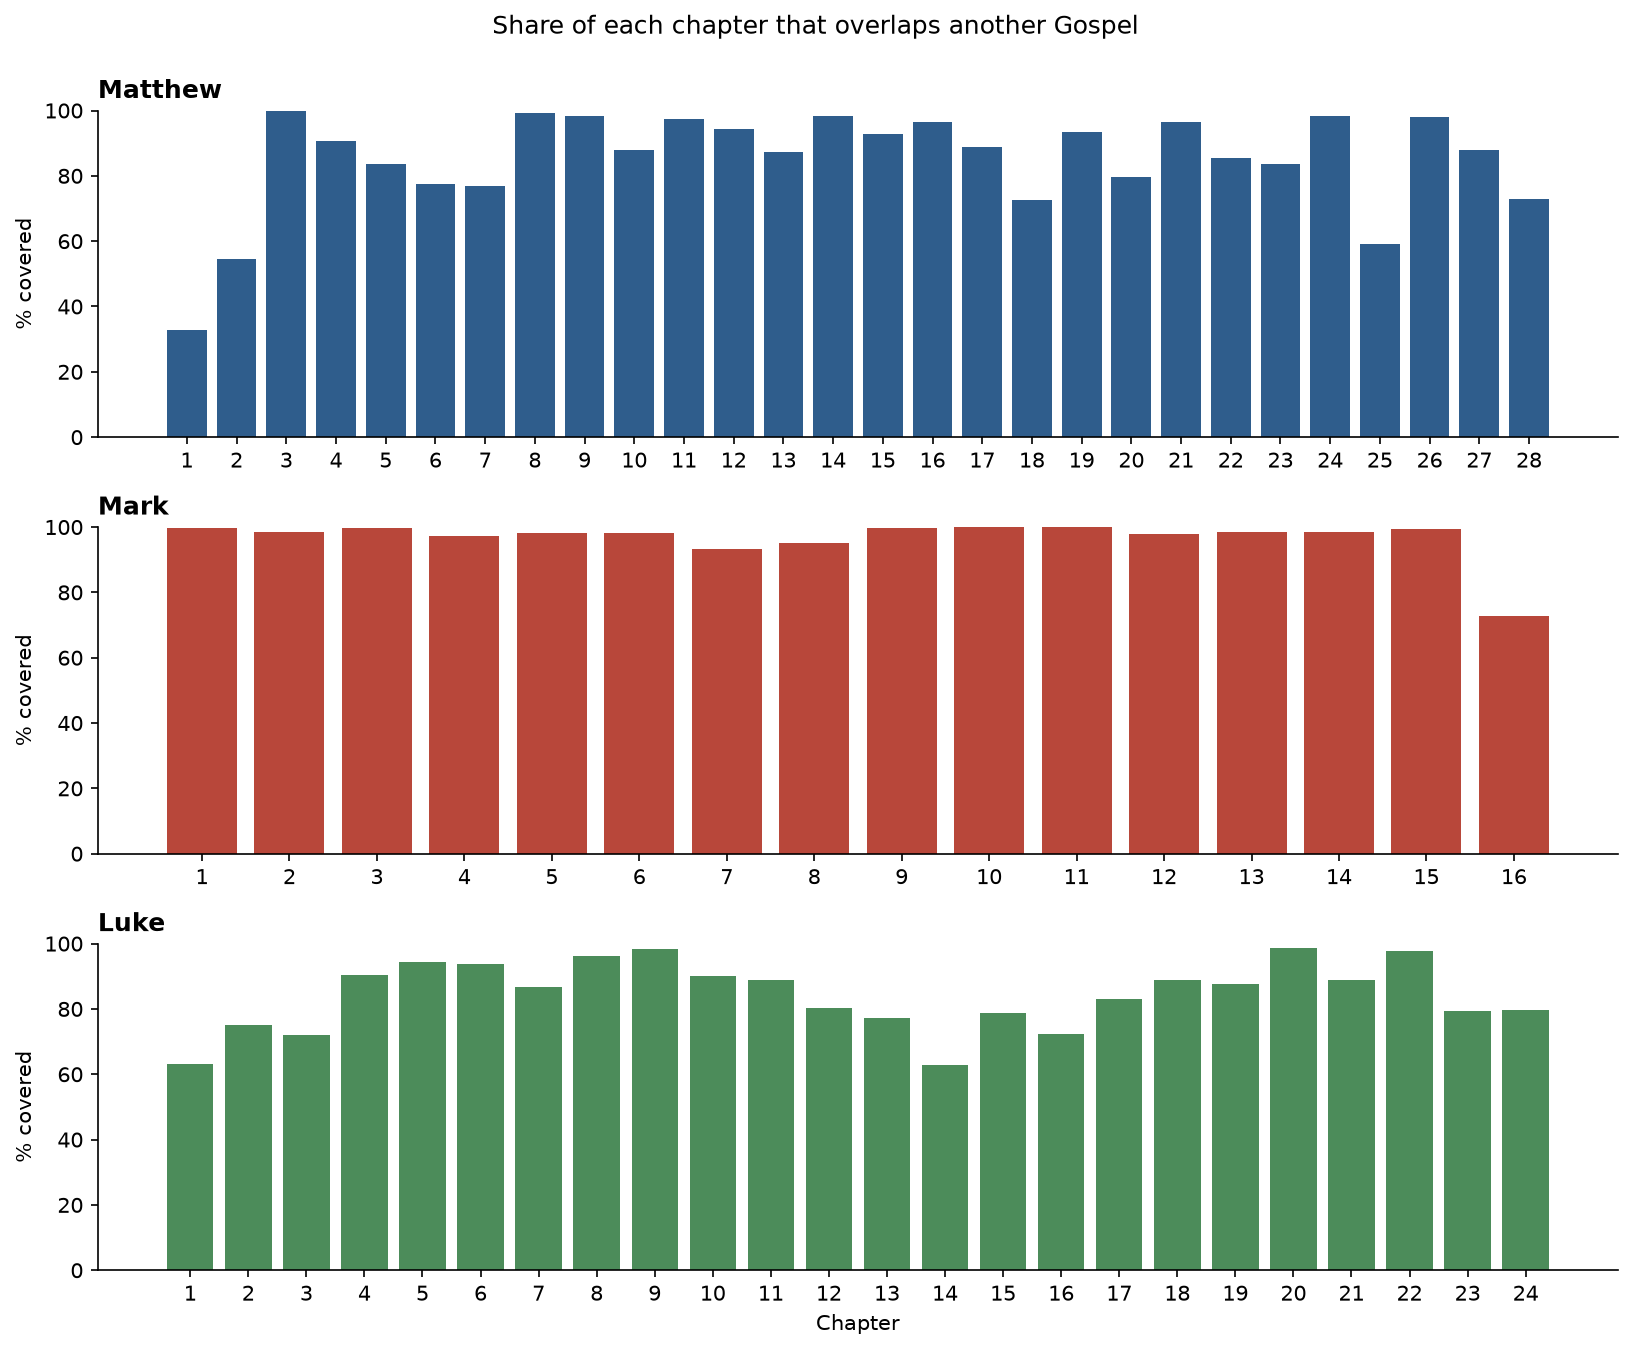 Share of each chapter that overlaps another Gospel
Matthew
100
80
60
40
20
0
% covered
1 2 3 4 5 6 7 8 9 10 11 12 13 14 15 16 17 18 19 20 21 22 23 24 25 26 27 28
Mark
100
80
60
40
20
0
% covered
1 2 3 4 5 6 7 8 9 10 11 12 13 14 15 16
Luke
100
80
60
40
20
0
% covered
1 2 3 4 5 6 7 8 9 10 11 12 13 14 15 16 17 18 19 20 21 22 23 24
Chapter